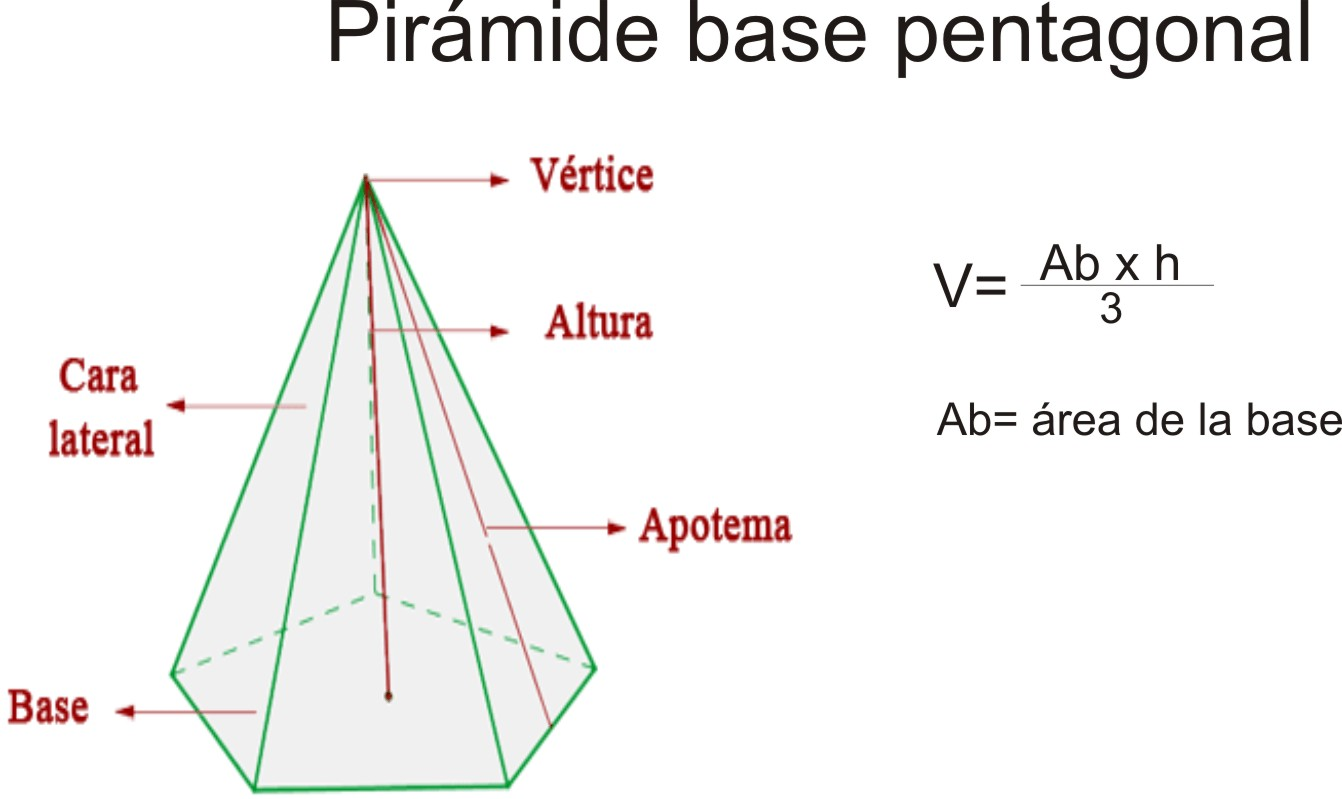 Pirámide base pentagonal
Vértice
Altura
Cara
lateral
Apotema
Base
V= Ab x h
3
Ab= área de la base